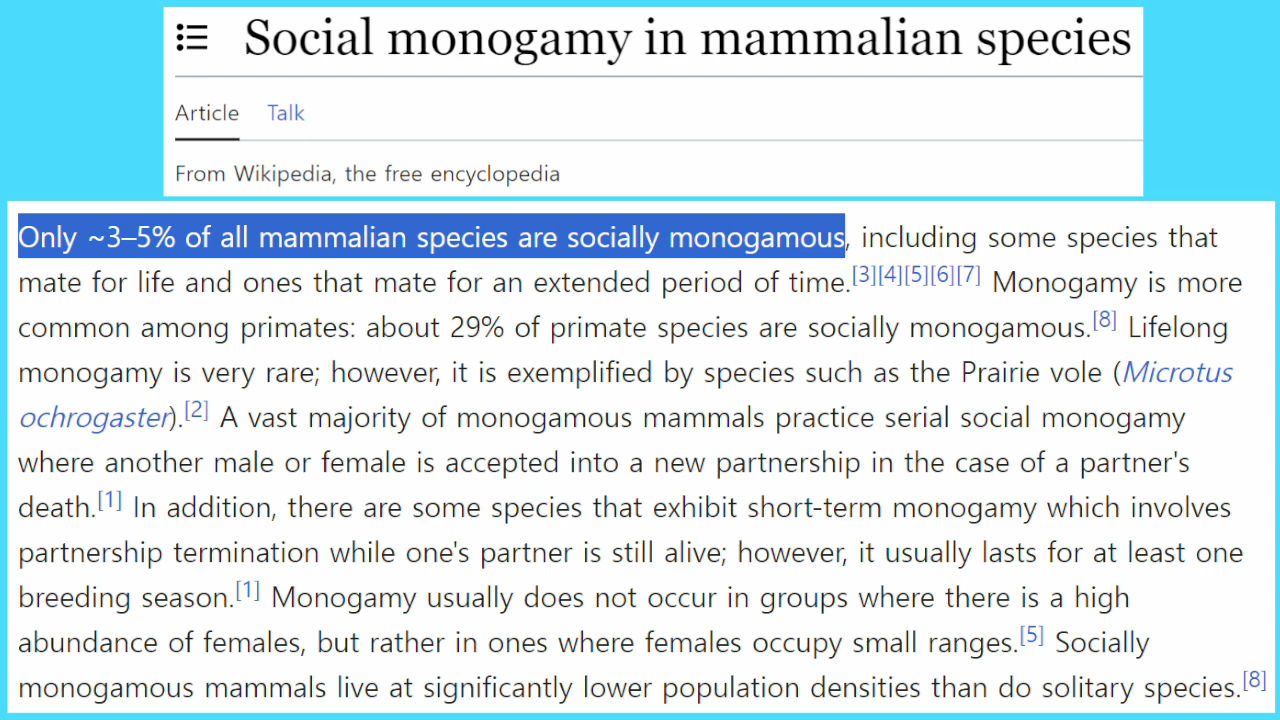 Social monogamy in mammalian species
Article Talk
From Wikipedia, the free encyclopedia
Only ~3–5% of all mammalian species are socially monogamous, including some species that
mate for life and ones that mate for an extended period of time.[3][4][5][6][7] Monogamy is more
common among primates: about 29% of primate species are socially monogamous.[8] Lifelong
monogamy is very rare; however, it is exemplified by species such as the Prairie vole (Microtus
ochrogaster).[2] A vast majority of monogamous mammals practice serial social monogamy
where another male or female is accepted into a new partnership in the case of a partner's
death.[1] In addition, there are some species that exhibit short-term monogamy which involves
partnership termination while one's partner is still alive; however, it usually lasts for at least one
breeding season.[1] Monogamy usually does not occur in groups where there is a high
abundance of females, but rather in ones where females occupy small ranges.[5] Socially
monogamous mammals live at significantly lower population densities than do solitary species.[8]